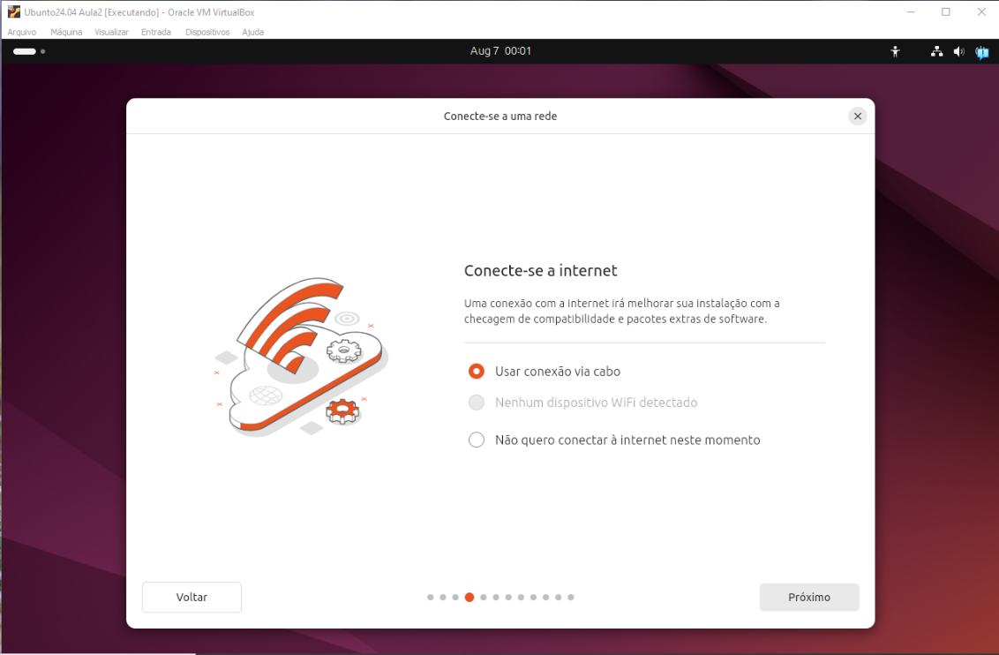 Ubunto24.04 Aula2 [Executando] - Oracle VM VirtualBox
Arquivo Máquina Visualizar Entrada Dispositivos Ajuda
Aug 7 00:01
Conecte-se a uma rede
Conecte-se a internet
Uma conexão com a internet irá melhorar sua instalação com a
checagem de compatibilidade e pacotes extras de software.
Usar conexão via cabo
Nenhum dispositivo WiFi detectado
Não quero conectar à internet neste momento
Voltar
Próximo